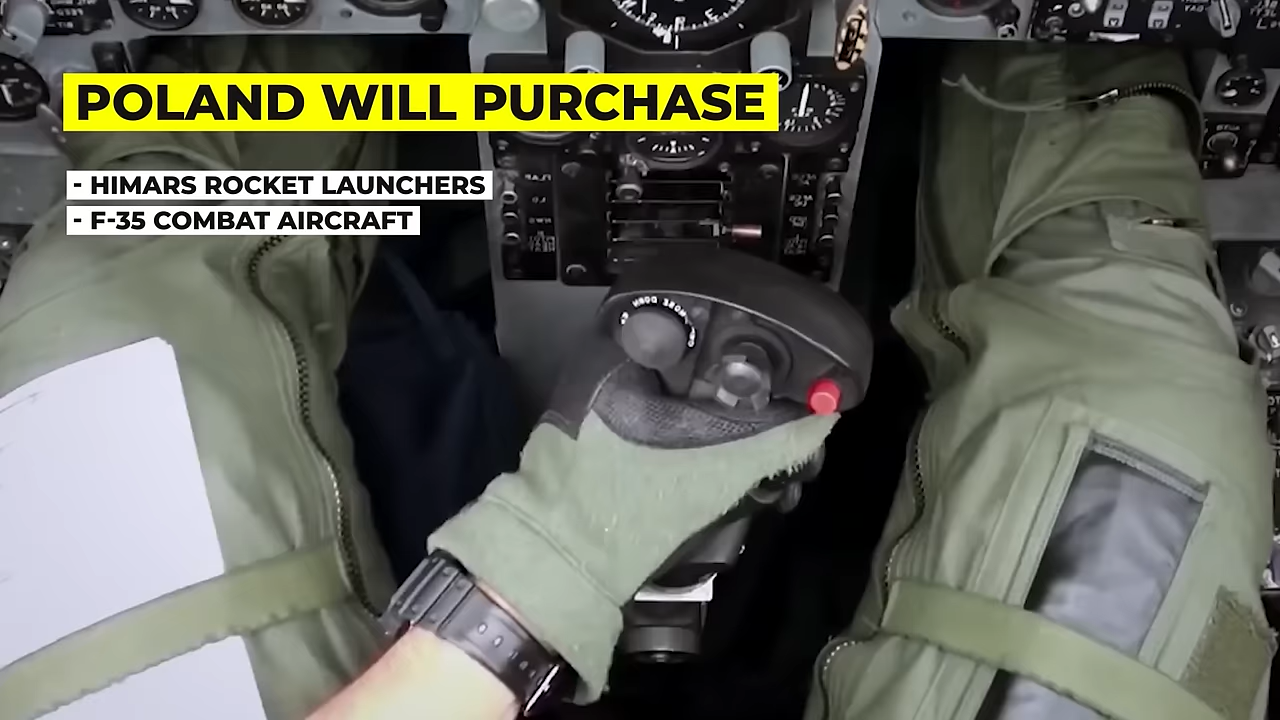 POLAND WILL PURCHASE
- HIMARS ROCKET LAUNCHERS
- F-35 COMBAT AIRCRAFT